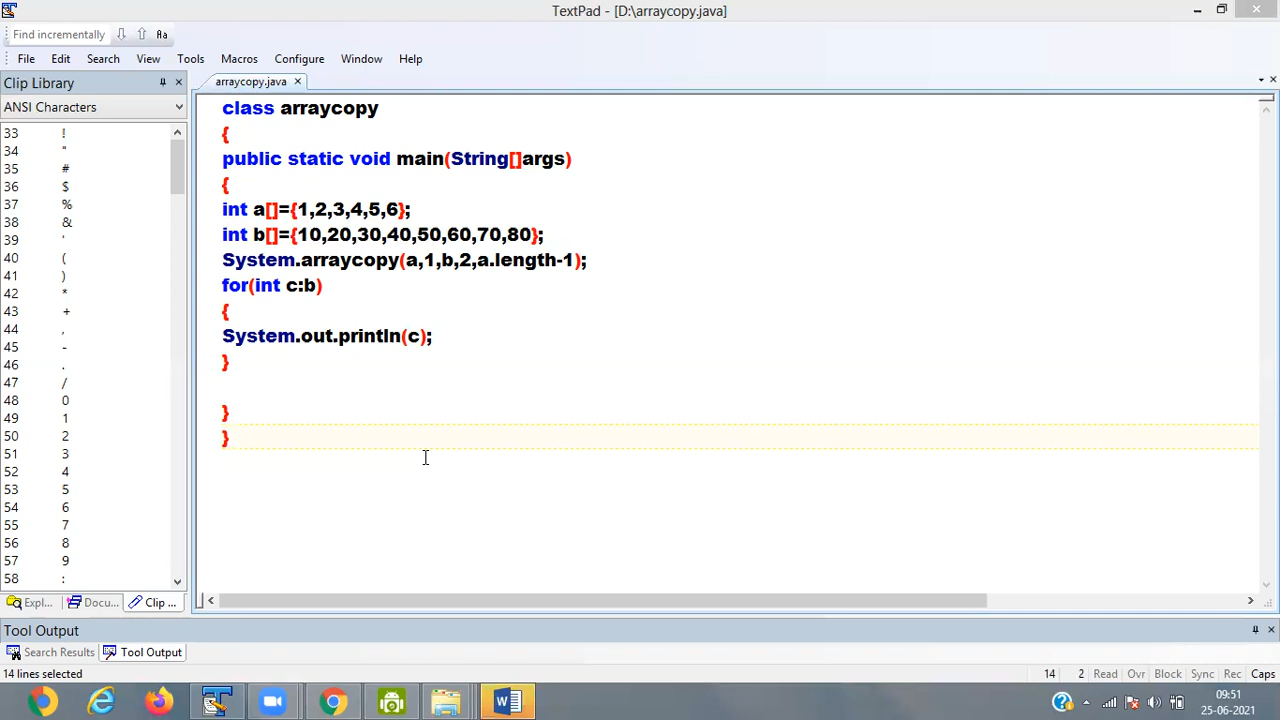 TextPad - [D:\arraycopy.java]
Find incrementally
Aa
File Edit Search View Tools Macros Configure Window Help
Clip Library
arraycopy.java
ANSI Characters
33 !
34 "
35 #
36 $
37 %
38 &
39 '
40 (
41 )
42 *
43 +
44 ,
45 -
46 .
47 /
48 0
49 1
50 2
51 3
52 4
53 5
54 6
55 7
56 8
57 9
58 :
class arraycopy
{
public static void main(String[]args)
{
int a[]={1,2,3,4,5,6};
int b[]={10,20,30,40,50,60,70,80};
System.arraycopy(a,1,b,2,a.length-1);
for(int c:b)
{
System.out.println(c);
}
}
}
Expl... Docu... Clip ...
Tool Output
Search Results Tool Output
14 lines selected
14 2 Read Ovr Block Sync Rec Caps
09:51
25-06-2021